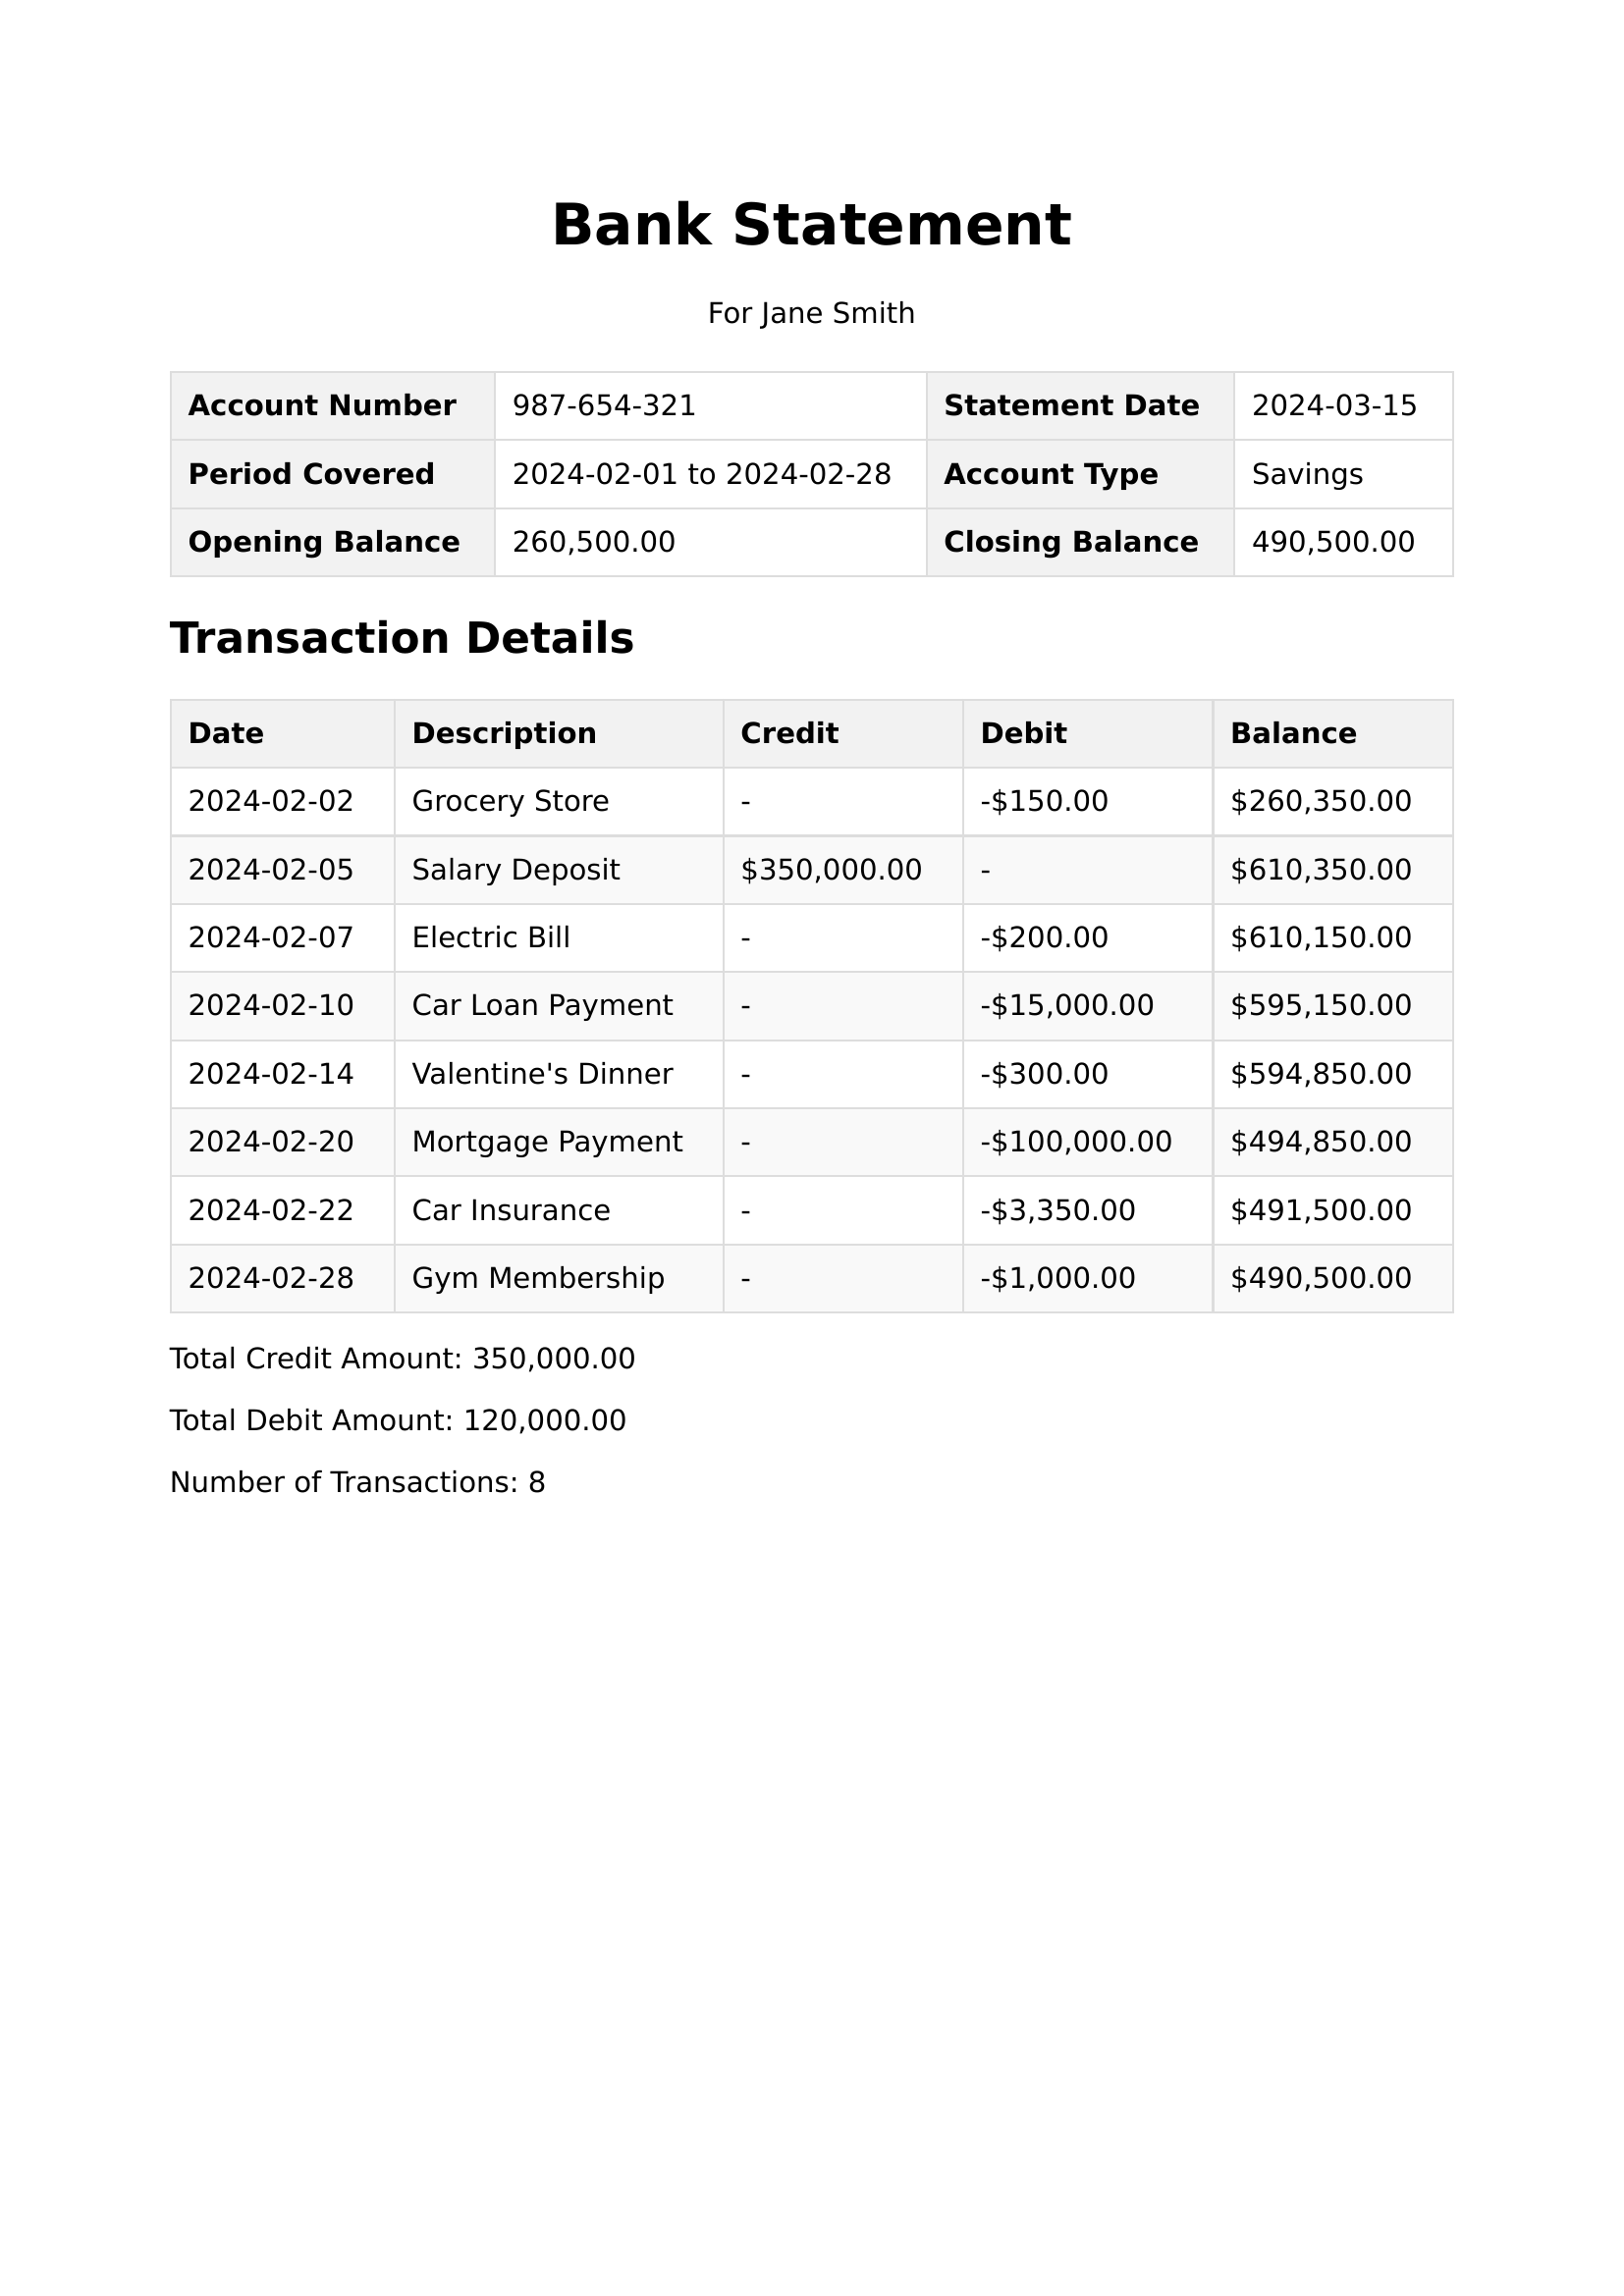 Bank Statement
For Jane Smith
Account Number 987-654-321 Statement Date 2024-03-15
Period Covered 2024-02-01 to 2024-02-28 Account Type Savings
Opening Balance 260,500.00 Closing Balance 490,500.00
Transaction Details
Date Description Credit Debit Balance
2024-02-02 Grocery Store - -$150.00 $260,350.00
2024-02-05 Salary Deposit $350,000.00 - $610,350.00
2024-02-07 Electric Bill - -$200.00 $610,150.00
2024-02-10 Car Loan Payment - -$15,000.00 $595,150.00
2024-02-14 Valentine's Dinner - -$300.00 $594,850.00
2024-02-20 Mortgage Payment - -$100,000.00 $494,850.00
2024-02-22 Car Insurance - -$3,350.00 $491,500.00
2024-02-28 Gym Membership - -$1,000.00 $490,500.00
Total Credit Amount: 350,000.00
Total Debit Amount: 120,000.00
Number of Transactions: 8